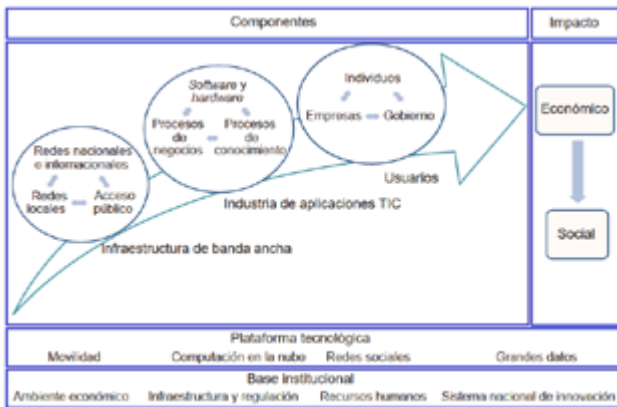 Componentes
Impacto
Individuos
Empresas
Gobierno
Software y
hardware
Procesos
de
negocios
Procesos
de
conocimiento
Redes nacionales
e internacionales
Redes
locales
Acceso
público
Usuarios
Industria de aplicaciones TIC
Infraestructura de banda ancha
Económico
Social
Plataforma tecnológica
Movilidad
Computación en la nube
Redes sociales
Grandes datos
Base institucional
Ambiente económico
Infraestructura y regulación
Recursos humanos
Sistema nacional de innovación